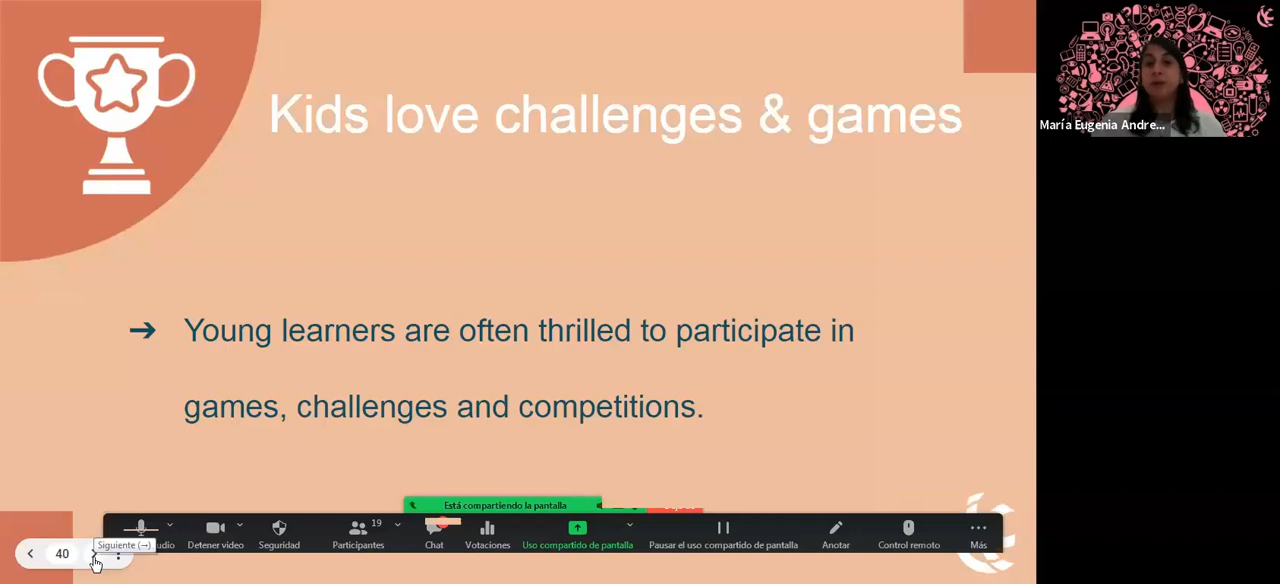 Kids love challenges & games
María Eugenia Andre...
➔ Young learners are often thrilled to participate in
games, challenges and competitions.
Está compartiendo la pantalla
19
udio
Detener video
Seguridad
Participantes
Chat
Votaciones
Uso compartido de pantalla
Pausar el uso compartido de pantalla
Anotar
Control remoto
Más
Siguiente (→)
40